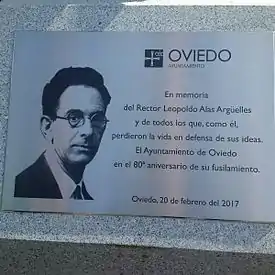 OVIEDO
AYUNTAMIENTO
En memoria
del Rector Leopoldo Alas Argüelles
y de todos los que, como él,
perdieron la vida en defensa de sus ideas.
El Ayuntamiento de Oviedo
en el 80º aniversario de su fusilamiento.
Oviedo, 20 de febrero del 2017